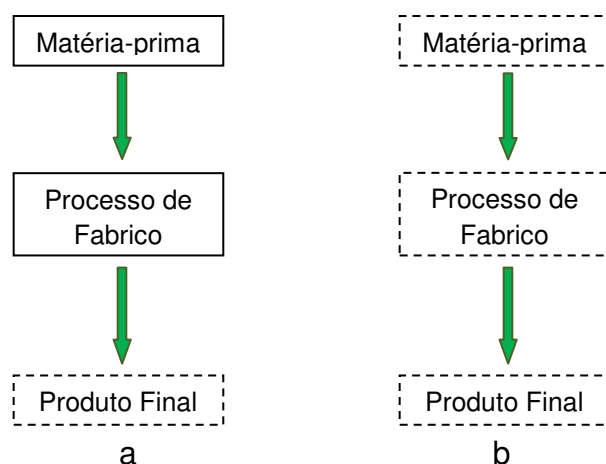 Matéria-prima
Processo de
Fabrico
Produto Final
a
Matéria-prima
Processo de
Fabrico
Produto Final
b